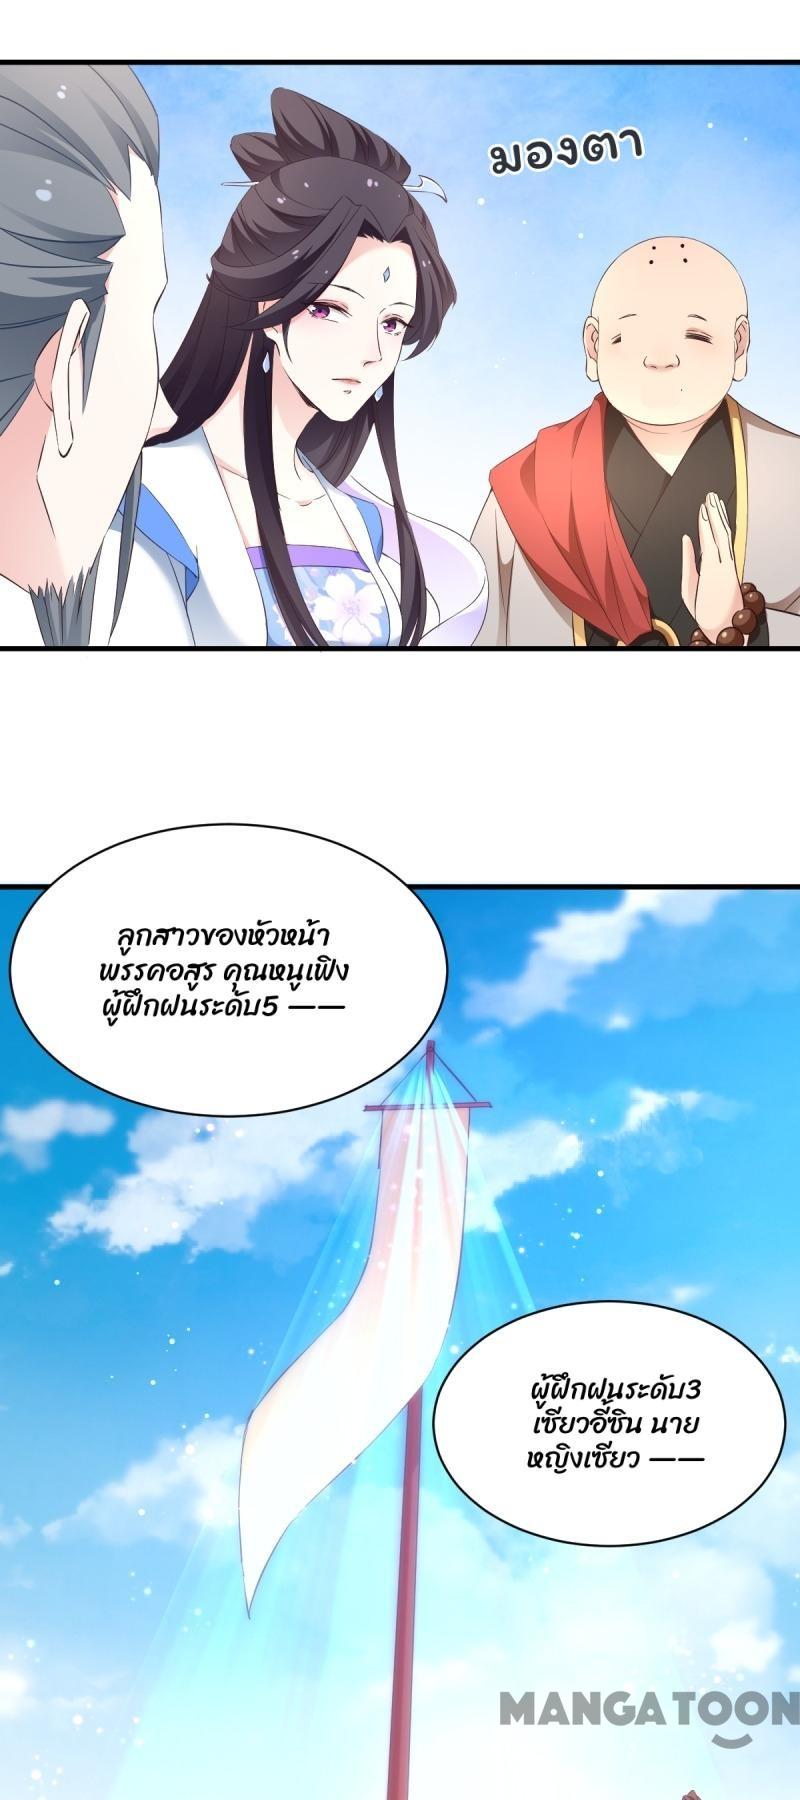 มองตา
ลูกสาวของหัวหน้า
พรรคอสูร คุณหนูเฟิง
ผู้ฝึกฝนระดับ5 ——
ผู้ฝึกฝนระดับ3
เซียวอี้ซิน นาย
หญิงเซียว ——
MANGA TOON